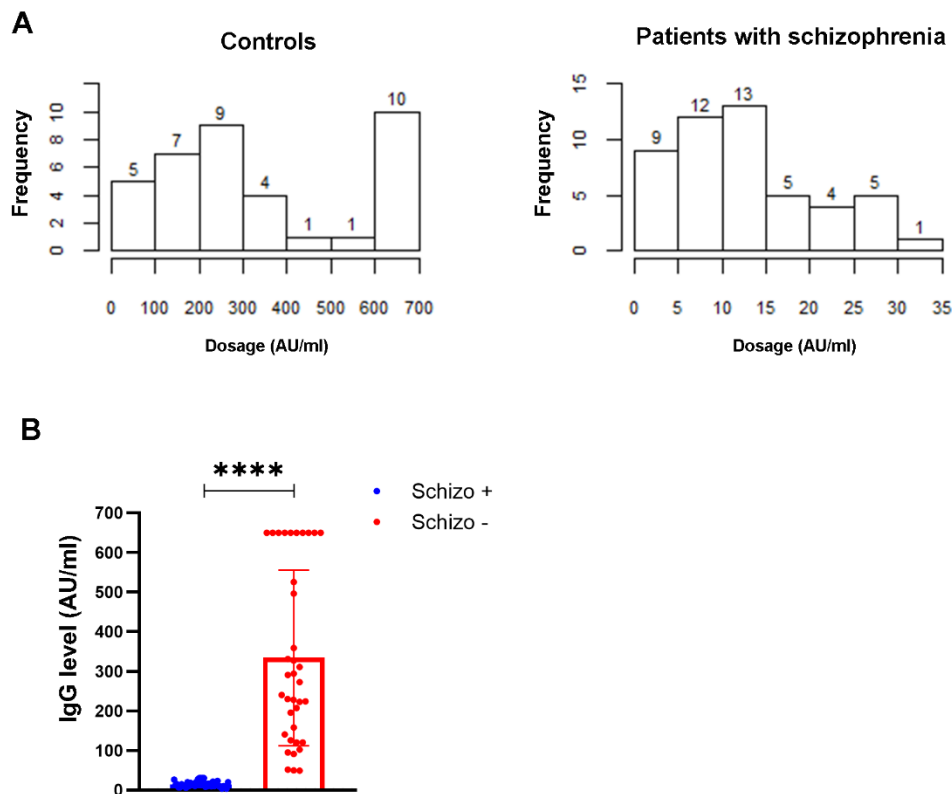 A
Controls
Patients with schizophrenia
Frequency
0 2 4 6 8 10
5 7 9 4 1 1 10
0 100 200 300 400 500 600 700
Dosage (AU/ml)
Frequency
0 5 10 15
9 12 13 5 4 5 1
0 5 10 15 20 25 30 35
Dosage (AU/ml)
B
****
Schizo +
Schizo -
IgG level (AU/ml)
700
600
500
400
300
200
100
0